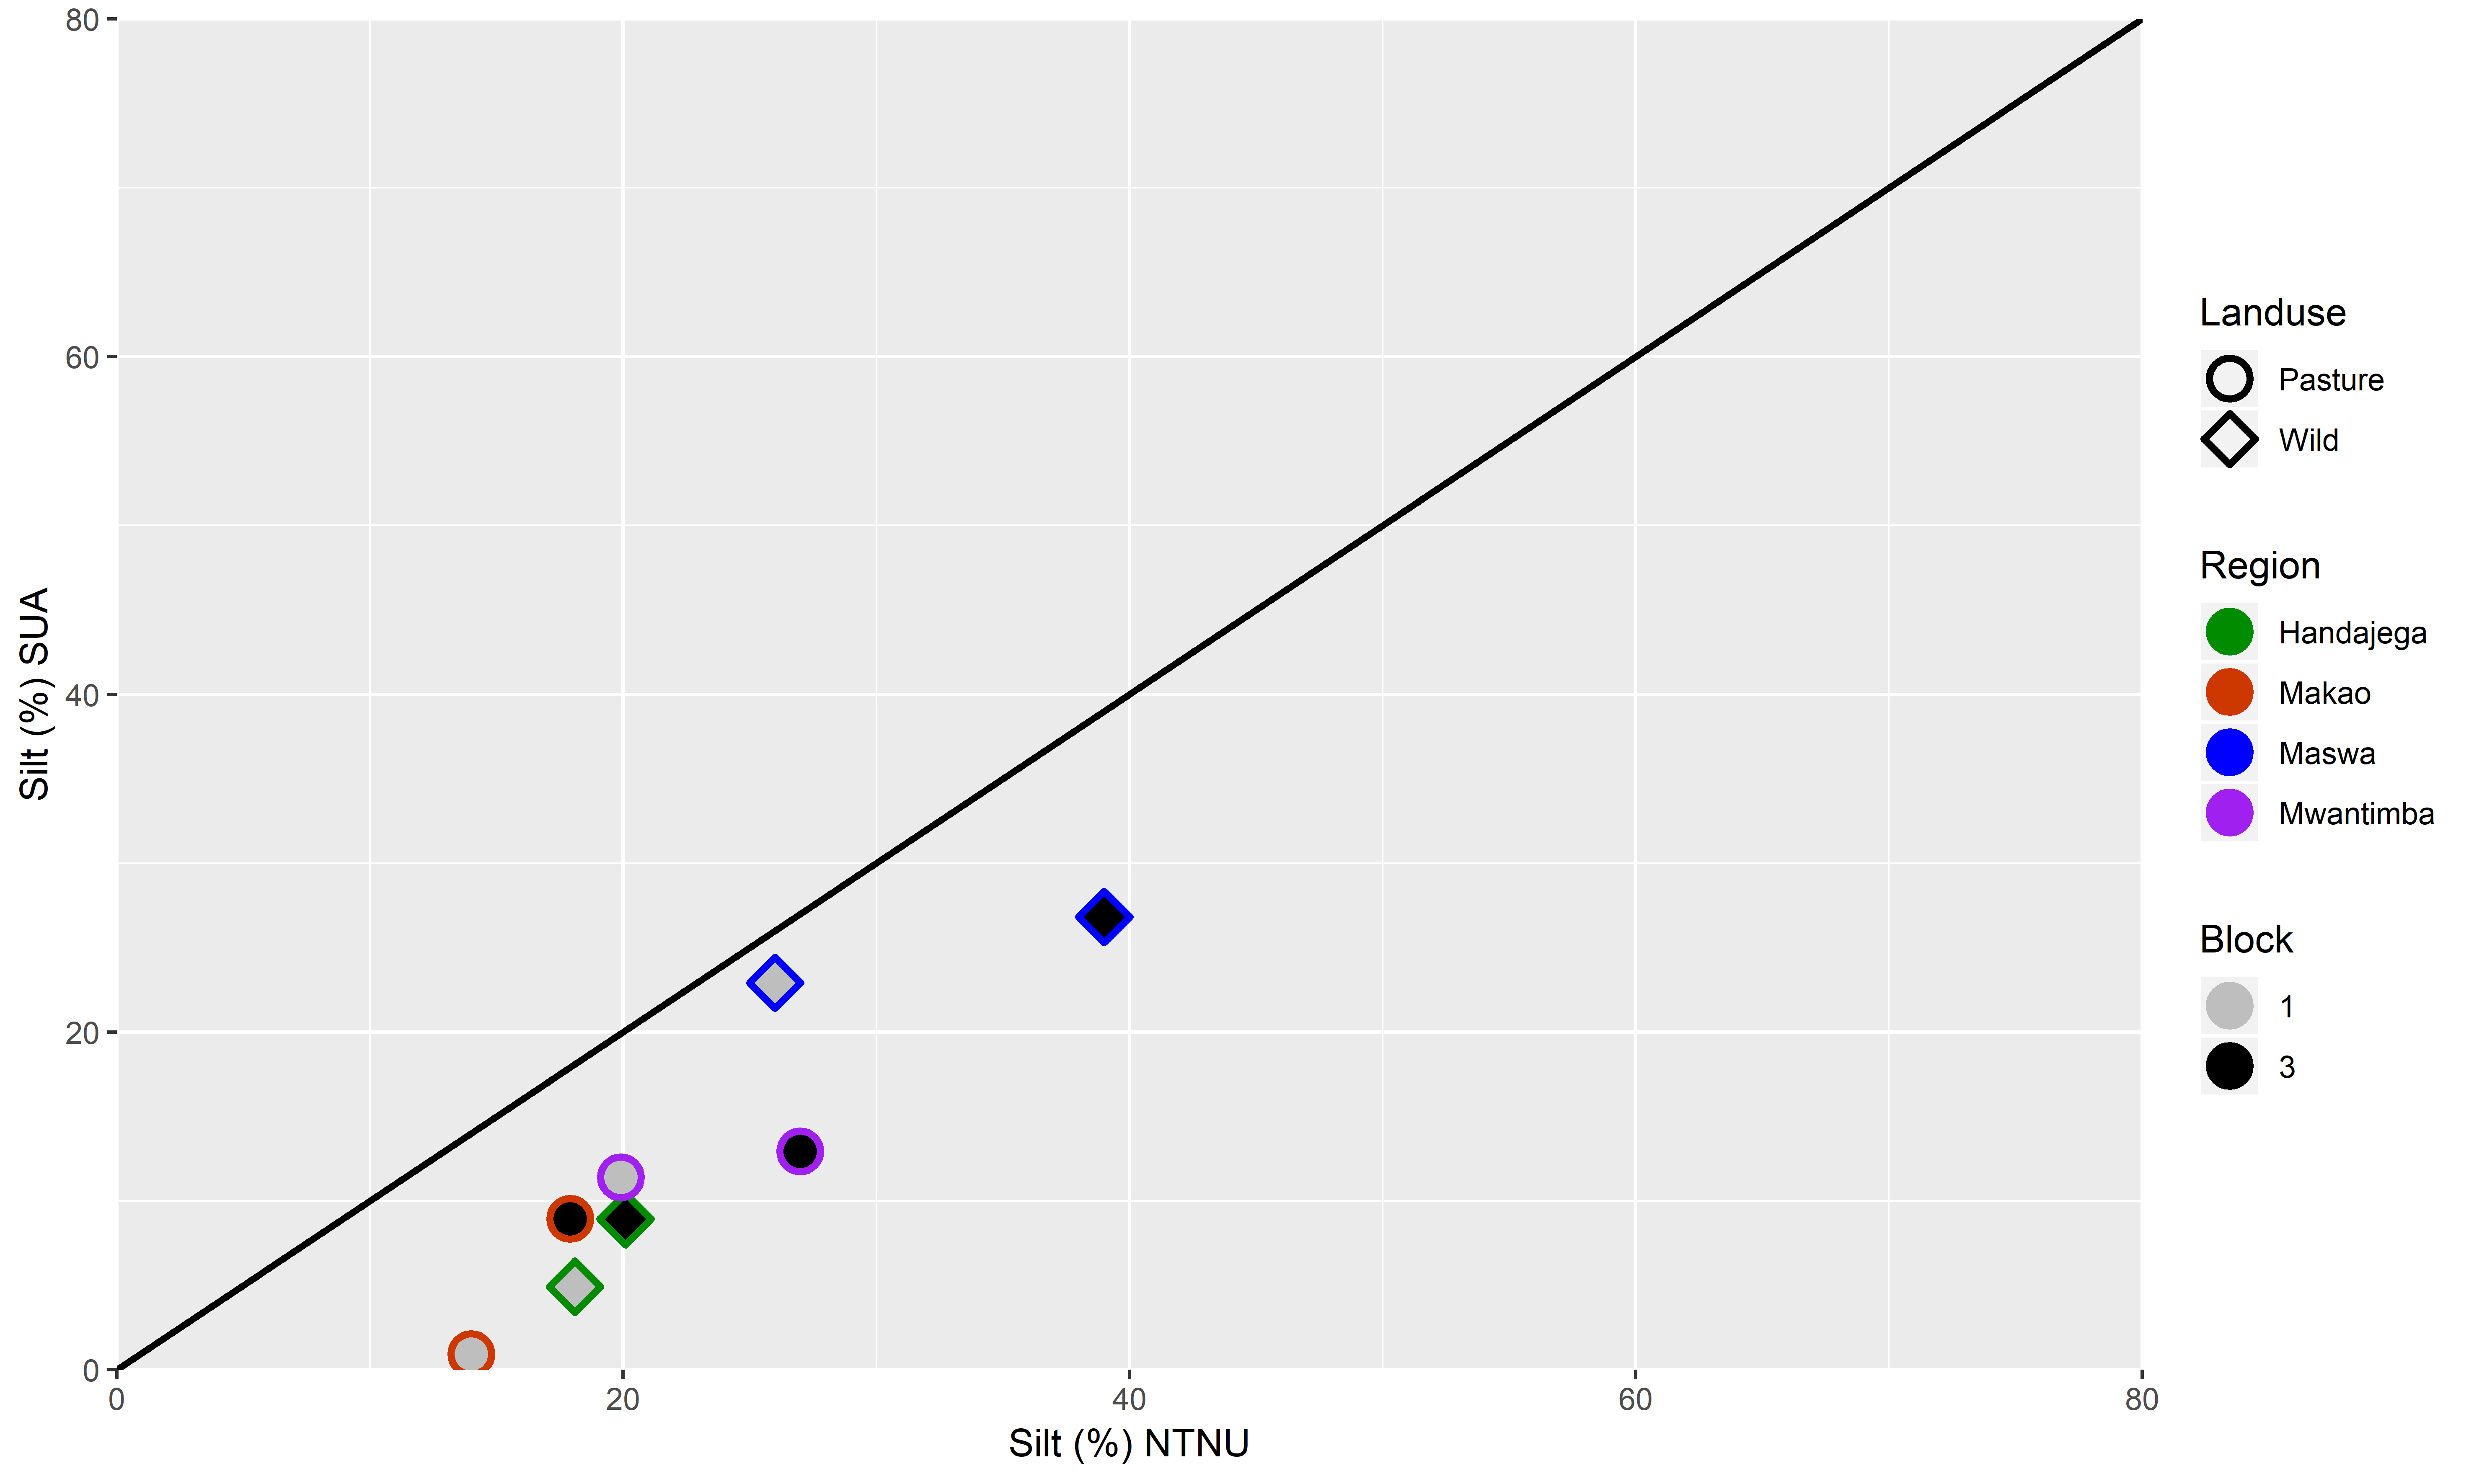 80
60
40
20
0
Silt (%) SUA
0 20 40 60 80
Silt (%) NTNU
Landuse
Pasture
Wild
Region
Handajega
Makao
Maswa
Mwantimba
Block
1
3